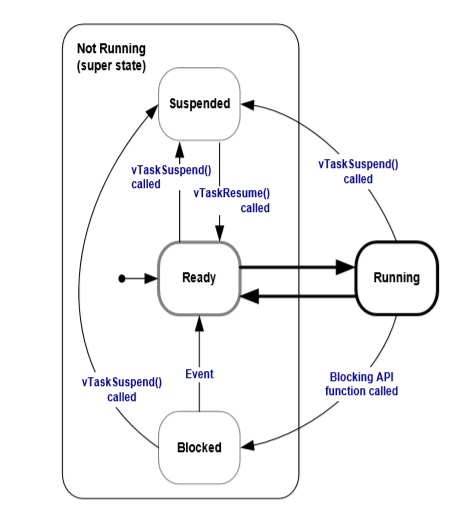 Not Running
(super state)
Suspended
vTaskSuspend()
called
vTaskSuspend()
called
vTaskResume()
called
Ready
Running
Event
vTaskSuspend()
called
Blocking API
function called
Blocked